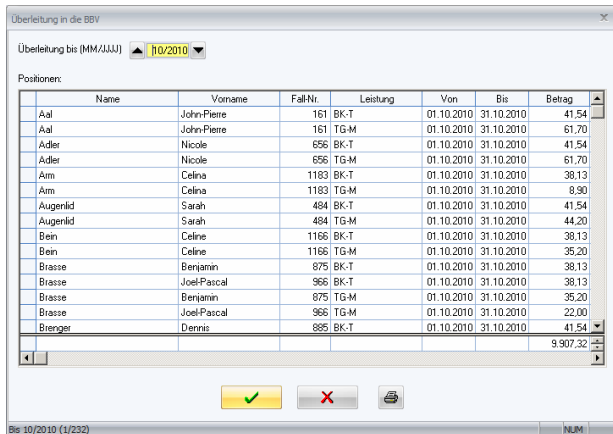 Überleitung in die BBV x
Überleitung bis (MM/JJJJ) 10/2010
Positionen:
Name Vorname Fall-Nr. Leistung Von Bis Betrag
Aal John-Pierre 161 BK-T 01.10.2010 31.10.2010 41,54
Aal John-Pierre 161 TG-M 01.10.2010 31.10.2010 61,70
Adler Nicole 656 BK-T 01.10.2010 31.10.2010 41,54
Adler Nicole 656 TG-M 01.10.2010 31.10.2010 61,70
Arm Celina 1183 BK-T 01.10.2010 31.10.2010 38,13
Arm Celina 1183 TG-M 01.10.2010 31.10.2010 8,90
Augenlid Sarah 484 BK-T 01.10.2010 31.10.2010 41,54
Augenlid Sarah 484 TG-M 01.10.2010 31.10.2010 44,20
Bein Celine 1166 BK-T 01.10.2010 31.10.2010 38,13
Bein Celine 1166 TG-M 01.10.2010 31.10.2010 35,20
Brasse Benjamin 875 BK-T 01.10.2010 31.10.2010 38,13
Brasse Joel-Pascal 966 BK-T 01.10.2010 31.10.2010 38,13
Brasse Benjamin 875 TG-M 01.10.2010 31.10.2010 35,20
Brasse Joel-Pascal 966 TG-M 01.10.2010 31.10.2010 22,00
Brenger Dennis 885 BK-T 01.10.2010 31.10.2010 41,54
9.907,32
Bis 10/2010 (1/232) NUM